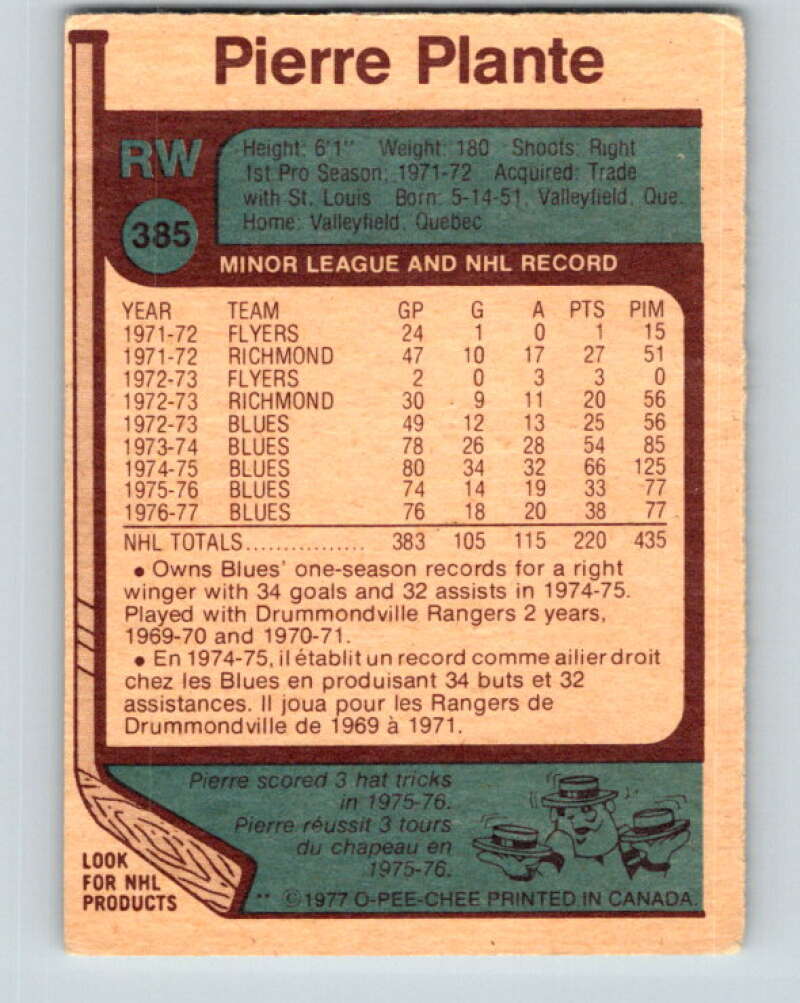 Pierre Plante
RW
Height: 6'1" Weight: 180 Shoots: Right
1st Pro Season: 1971-72 Acquired: Trade
with St. Louis Born: 5-14-51, Valleyfield, Que.
Home: Valleyfield, Quebec
385
MINOR LEAGUE AND NHL RECORD
YEAR TEAM GP G A PTS PIM
1971-72 FLYERS 24 1 0 1 15
1971-72 RICHMOND 47 10 17 27 51
1972-73 FLYERS 2 0 3 3 0
1972-73 RICHMOND 30 9 11 20 56
1972-73 BLUES 49 12 13 25 56
1973-74 BLUES 78 26 28 54 85
1974-75 BLUES 80 34 32 66 125
1975-76 BLUES 74 14 19 33 77
1976-77 BLUES 76 18 20 38 77
NHL TOTALS................ 383 105 115 220 435
• Owns Blues' one-season records for a right
winger with 34 goals and 32 assists in 1974-75.
Played with Drummondville Rangers 2 years,
1969-70 and 1970-71.
• En 1974-75, il établit un record comme ailier droit
chez les Blues en produisant 34 buts et 32
assistances. Il joua pour les Rangers de
Drummondville de 1969 à 1971.
Pierre scored 3 hat tricks
in 1975-76.
Pierre réussit 3 tours
du chapeau en
1975-76.
LOOK
FOR NHL
PRODUCTS
** ©1977 O-PEE-CHEE PRINTED IN CANADA.